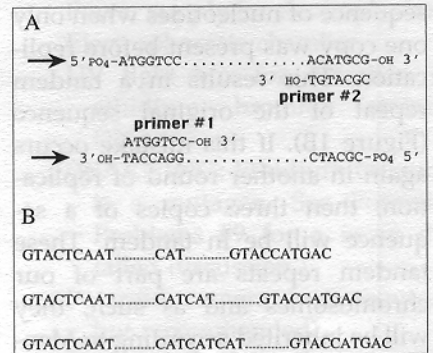 A
5' PO4-ATGGTCC..................ACATGCG-OH 3'
3' HO-TGTACGC
primer #2
primer #1
ATGGTCC-OH 3'
3'OH-TACCAGG..................CTACGC-PO4 5'
B
GTACTCAAT..........CAT...........GTACCATGAC
GTACTCAAT..........CATCAT...........GTACCATGAC
GTACTCAAT..........CATCATCAT...........GTACCATGAC